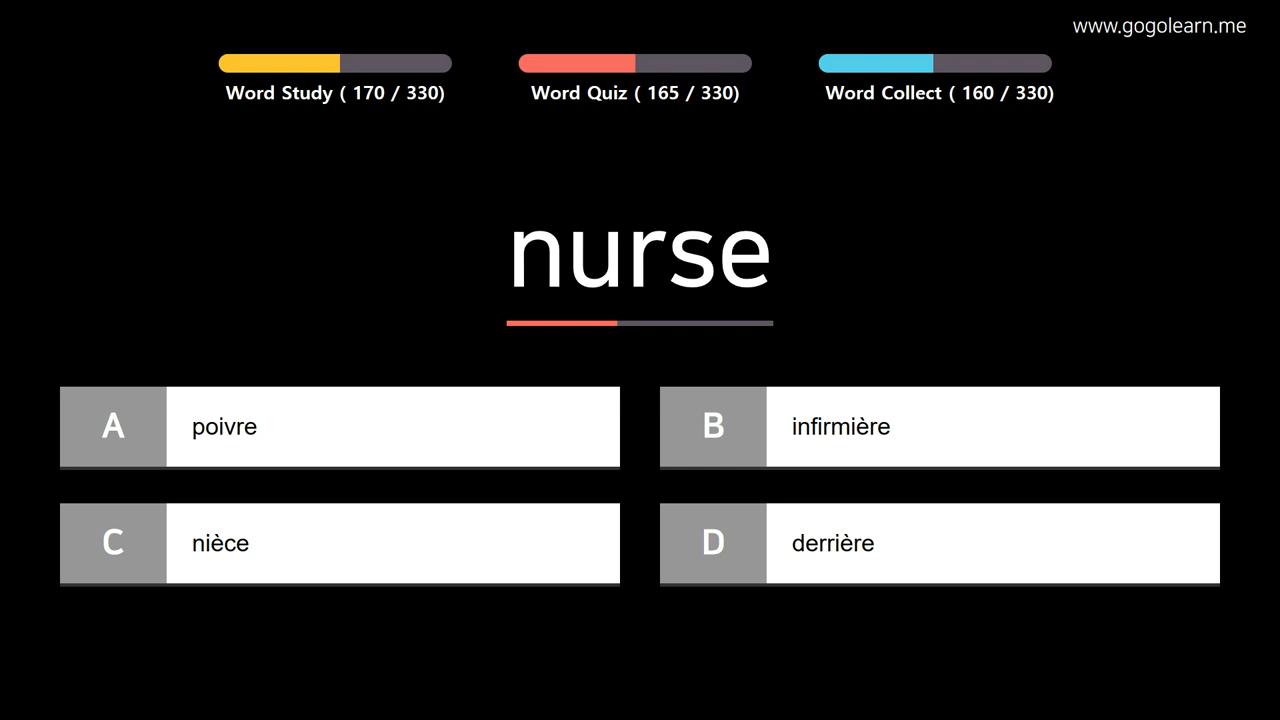 www.gogolearn.me
Word Study ( 170 / 330)
Word Quiz ( 165 / 330)
Word Collect ( 160 / 330)
nurse
A poivre
B infirmière
C nièce
D derrière